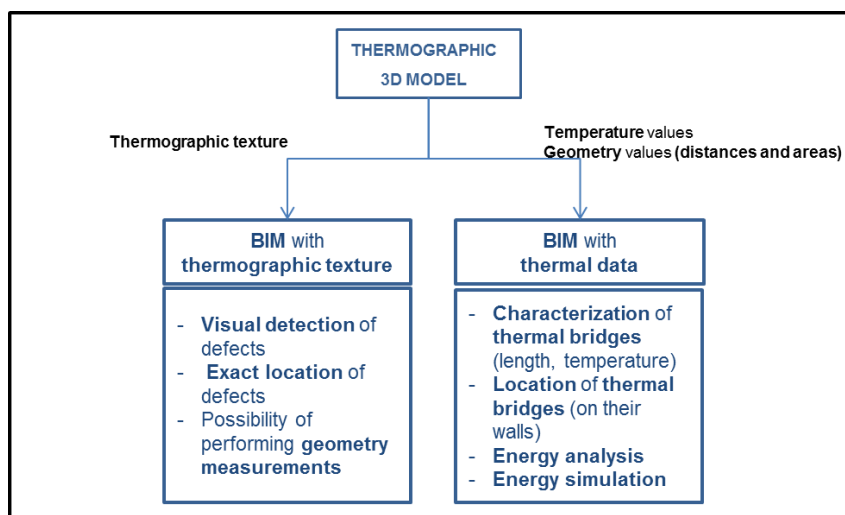 THERMOGRAPHIC
3D MODEL
Thermographic texture
Temperature values
Geometry values (distances and areas)
BIM with
thermographic texture
- Visual detection of
defects
- Exact location of
defects
- Possibility of
performing geometry
measurements
BIM with
thermal data
- Characterization of
thermal bridges
(length, temperature)
- Location of thermal
bridges (on their
walls)
- Energy analysis
- Energy simulation